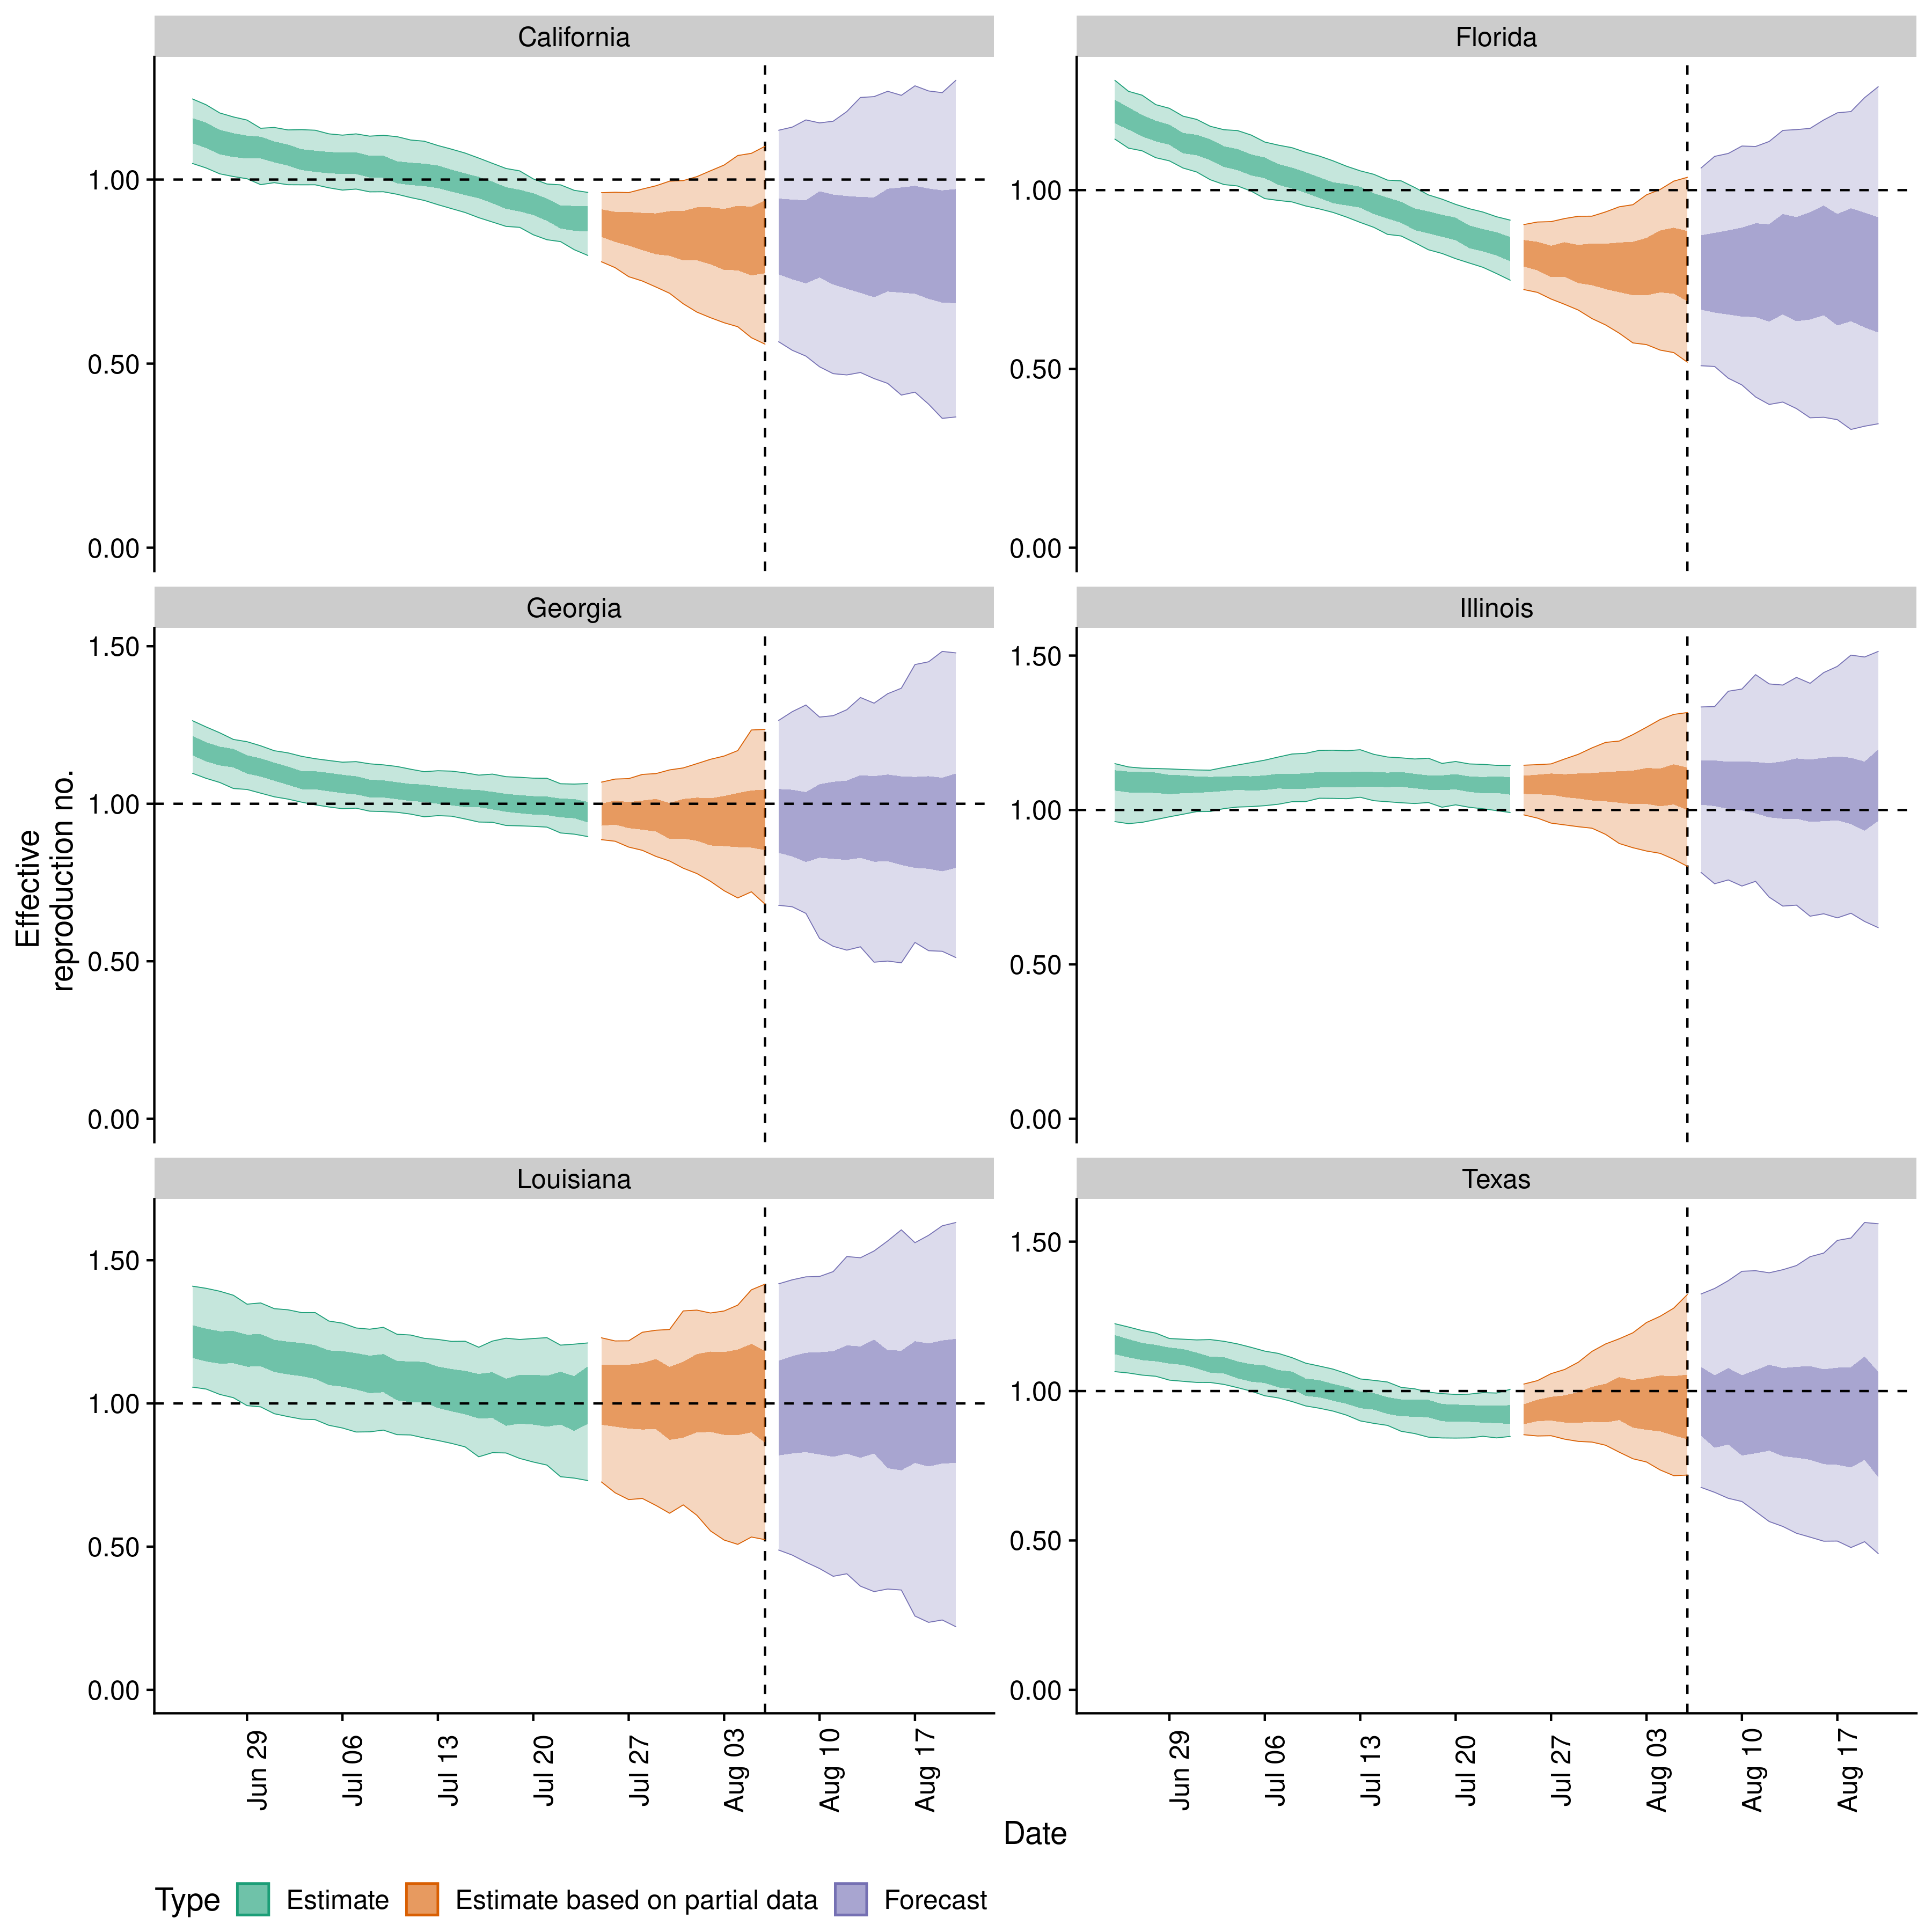 California
Florida
1.00
0.50
0.00
1.00
0.50
0.00
Georgia
Illinois
1.50
1.00
0.50
0.00
1.50
1.00
0.50
0.00
Effective
reproduction no.
Louisiana
Texas
1.50
1.00
0.50
0.00
1.50
1.00
0.50
0.00
Jun 29
Jul 06
Jul 13
Jul 20
Jul 27
Aug 03
Aug 10
Aug 17
Jun 29
Jul 06
Jul 13
Jul 20
Jul 27
Aug 03
Aug 10
Aug 17
Date
Type Estimate Estimate based on partial data Forecast